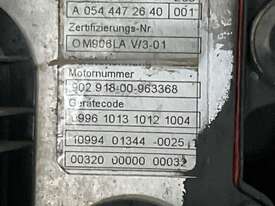 A 054 447 26 40 001
Zertifizierungs-Nr.
OM906LA V/3-01
Motornummer
902 918-00-963368
Gerätecode
0996 1013 1012 1004
10994 01344 -0025
00320 00000 00032